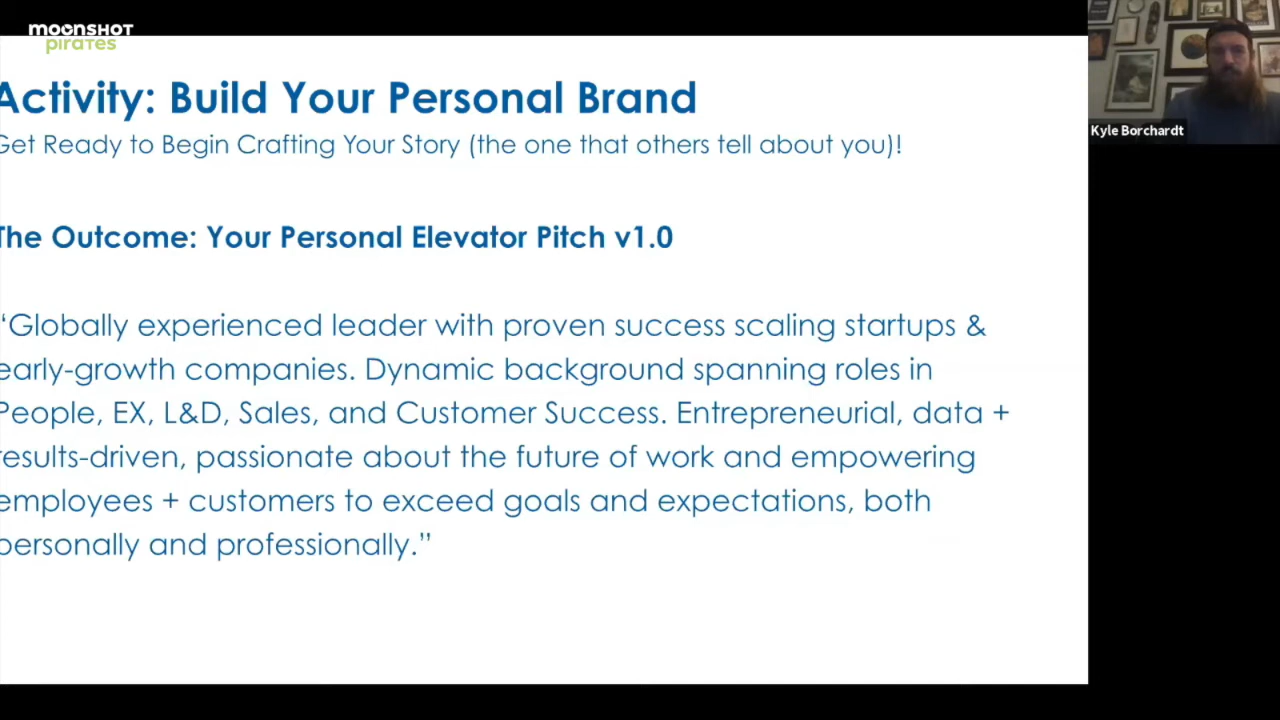 MOONSHOT
pirates
Activity: Build Your Personal Brand
Get Ready to Begin Crafting Your Story (the one that others tell about you)!
The Outcome: Your Personal Elevator Pitch v1.0
“Globally experienced leader with proven success scaling startups &
early-growth companies. Dynamic background spanning roles in
People, EX, L&D, Sales, and Customer Success. Entrepreneurial, data +
results-driven, passionate about the future of work and empowering
employees + customers to exceed goals and expectations, both
personally and professionally.”
Kyle Borchardt